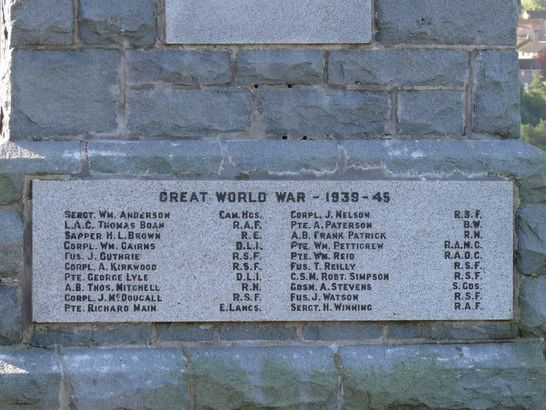 GREAT WORLD WAR - 1939-45
SERGT. WM. ANDERSON CAM. HGS.
L.A.C. THOMAS BOAN R.A.F.
SAPPER H.L. BROWN R.E.
CORPL. WM. CAIRNS D.L.I.
FUS. J. GUTHRIE R.S.F.
CORPL. A. KIRKWOOD R.S.F.
PTE. GEORGE LYLE D.L.I.
A.B. THOS. MITCHELL R.N.
CORPL. J. McDOUGALL R.S.F.
PTE. RICHARD MAIN E. LANCS.
CORPL. J. NELSON R.S.F.
PTE. A. PATERSON B.W.
A.B. FRANK PATRICK R.N.
PTE. WM. PETTICREW R.A.M.C.
PTE. WM. REID R.A.O.C.
FUS. T. REILLY R.S.F.
C.S.M. ROBT. SIMPSON R.S.F.
GDSM. A. STEVENS S. GDS.
FUS. J. WATSON R.S.F.
SERGT. H. WINNING R.A.F.